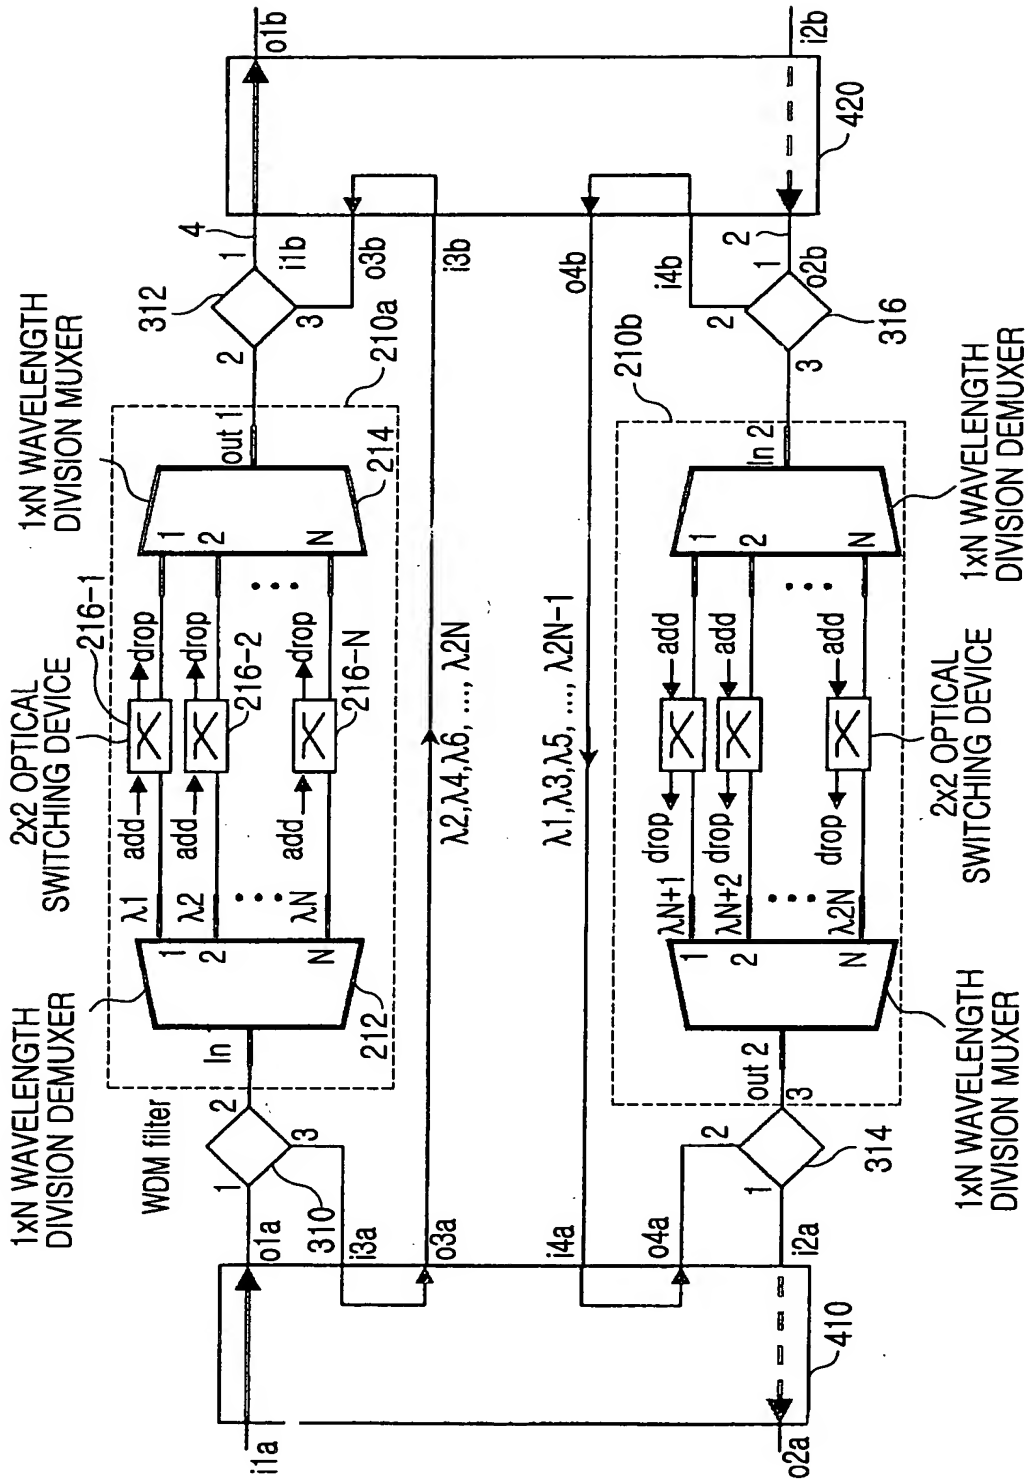 1xN WAVELENGTH
DIVISION DEMUXER
2x2 OPTICAL
SWITCHING DEVICE
1xN WAVELENGTH
DIVISION MUXER
WDM filter
216-1
λ1
add
drop
λ2
add
drop
216-2
λN
add
drop
216-N
1
2
N
1
2
N
i1a
o1a
1
2
3
In
out 1
2
1
3
312
4
i1b
o1b
310
212
214
210a
i3a
o3a
o3b
i3b
λ2,λ4,λ6, ..., λ2N
λ1,λ3,λ5, ..., λ2N-1
i4a
o4a
o4b
i4b
210b
λN+1
drop
add
λN+2
drop
add
λ2N
drop
add
1
2
N
1
2
N
o2a
i2a
1
2
3
out 2
In 2
3
2
1
2
o2b
i2b
410
314
316
420
1xN WAVELENGTH
DIVISION MUXER
2x2 OPTICAL
SWITCHING DEVICE
1xN WAVELENGTH
DIVISION DEMUXER